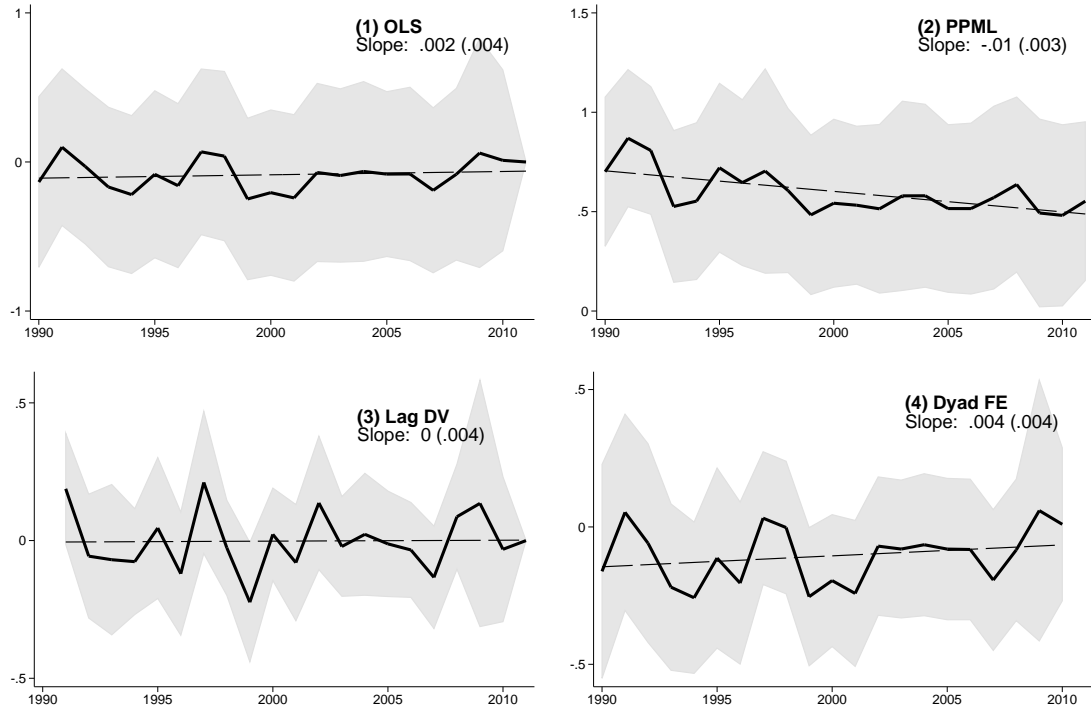 (1) OLS
Slope: .002 (.004)
1
0
-1
1990 1995 2000 2005 2010
(2) PPML
Slope: -.01 (.003)
1.5
1
.5
0
1990 1995 2000 2005 2010
(3) Lag DV
Slope: 0 (.004)
.5
0
-.5
1990 1995 2000 2005 2010
(4) Dyad FE
Slope: .004 (.004)
.5
0
-.5
1990 1995 2000 2005 2010